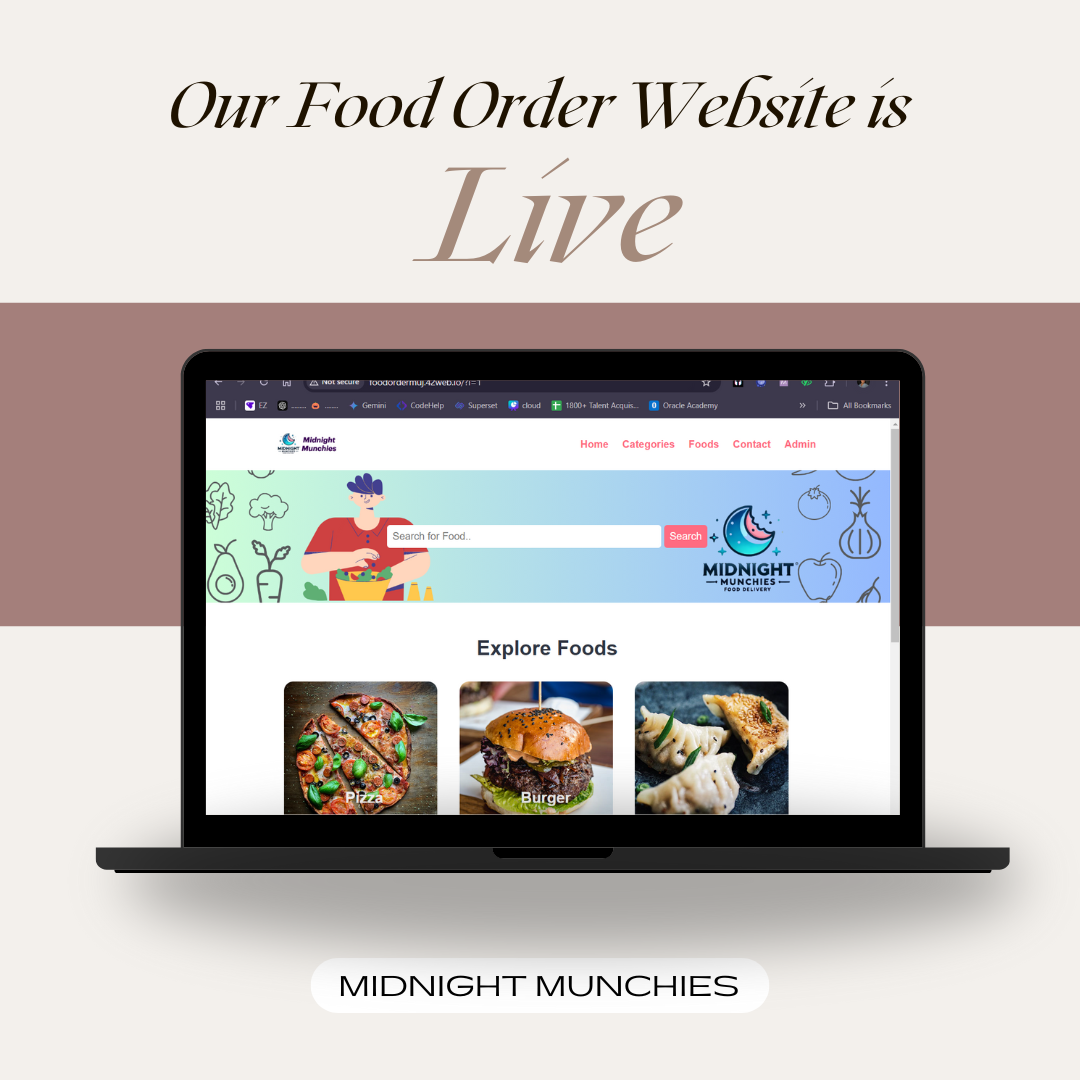 Our Food Order Website is
Live
Not secure foodordermuj.42web.io/?i=1
EZ Gemini CodeHelp Superset cloud 1800+ Talent Acquis... Oracle Academy » All Bookmarks
Midnight
Munchies
Home Categories Foods Contact Admin
Search for Food.. Search
MIDNIGHT
MUNCHIES
FOOD DELIVERY
Explore Foods
Pizza Burger
MIDNIGHT MUNCHIES